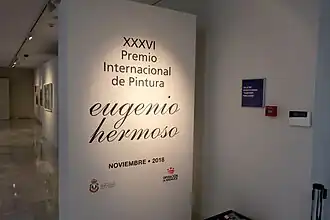 XXXVI
Premio
Internacional
de Pintura
eugenio
hermoso
NOVIEMBRE • 2018